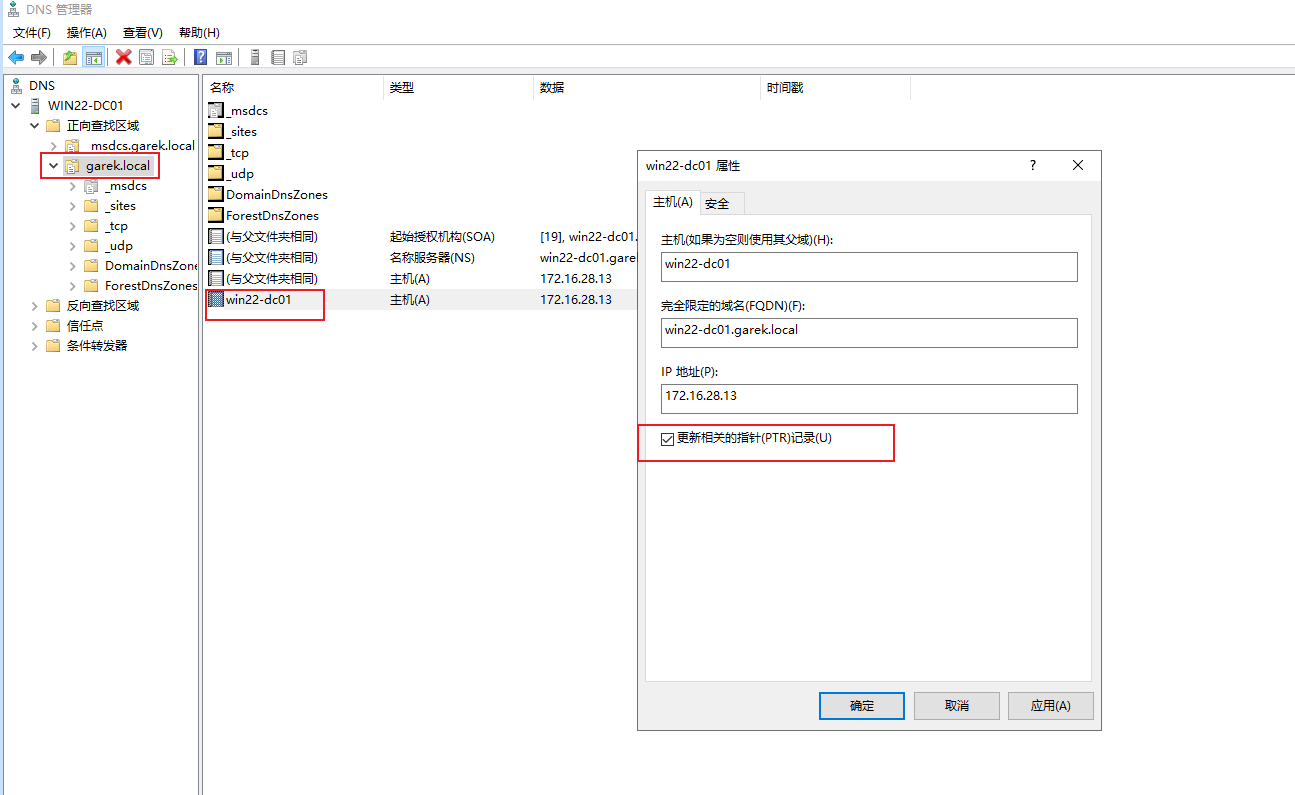 DNS 管理器
文件(F) 操作(A) 查看(V) 帮助(H)
DNS
WIN22-DC01
正向查找区域
_msdcs.garek.local
garek.local
_msdcs
_sites
_tcp
_udp
DomainDnsZone
ForestDnsZones
反向查找区域
信任点
条件转发器
名称 类型 数据 时间戳
_msdcs
_sites
_tcp
_udp
DomainDnsZones
ForestDnsZones
(与父文件夹相同) 起始授权机构(SOA) [19], win22-dc01.
(与父文件夹相同) 名称服务器(NS) win22-dc01.gare
(与父文件夹相同) 主机(A) 172.16.28.13
win22-dc01 主机(A) 172.16.28.13
win22-dc01 属性 ?
主机(A) 安全
主机(如果为空则使用其父域)(H):
win22-dc01
完全限定的域名(FQDN)(F):
win22-dc01.garek.local
IP 地址(P):
172.16.28.13
更新相关的指针(PTR)记录(U)
确定 取消 应用(A)